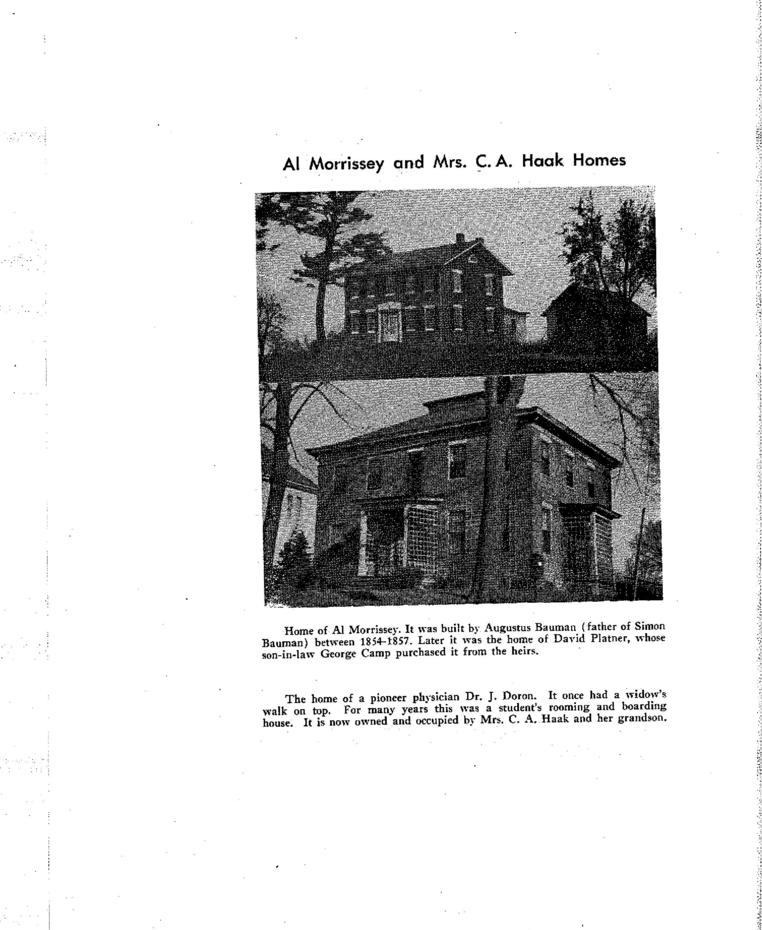 Al Morrissey and Mrs. C. A. Haak Homes
Home of Al Morrissey. It was built by Augustus Bauman (father of Simon
Bauman) between 1854-1857. Later it was the home of David Platner, whose
son-in-law George Camp purchased it from the heirs.
The home of a pioneer physician Dr. J. Doron. It once had a widow's
walk on top. For many years this was a student's rooming and boarding
house. It is now owned and occupied by Mrs. C. A. Haak and her grandson.